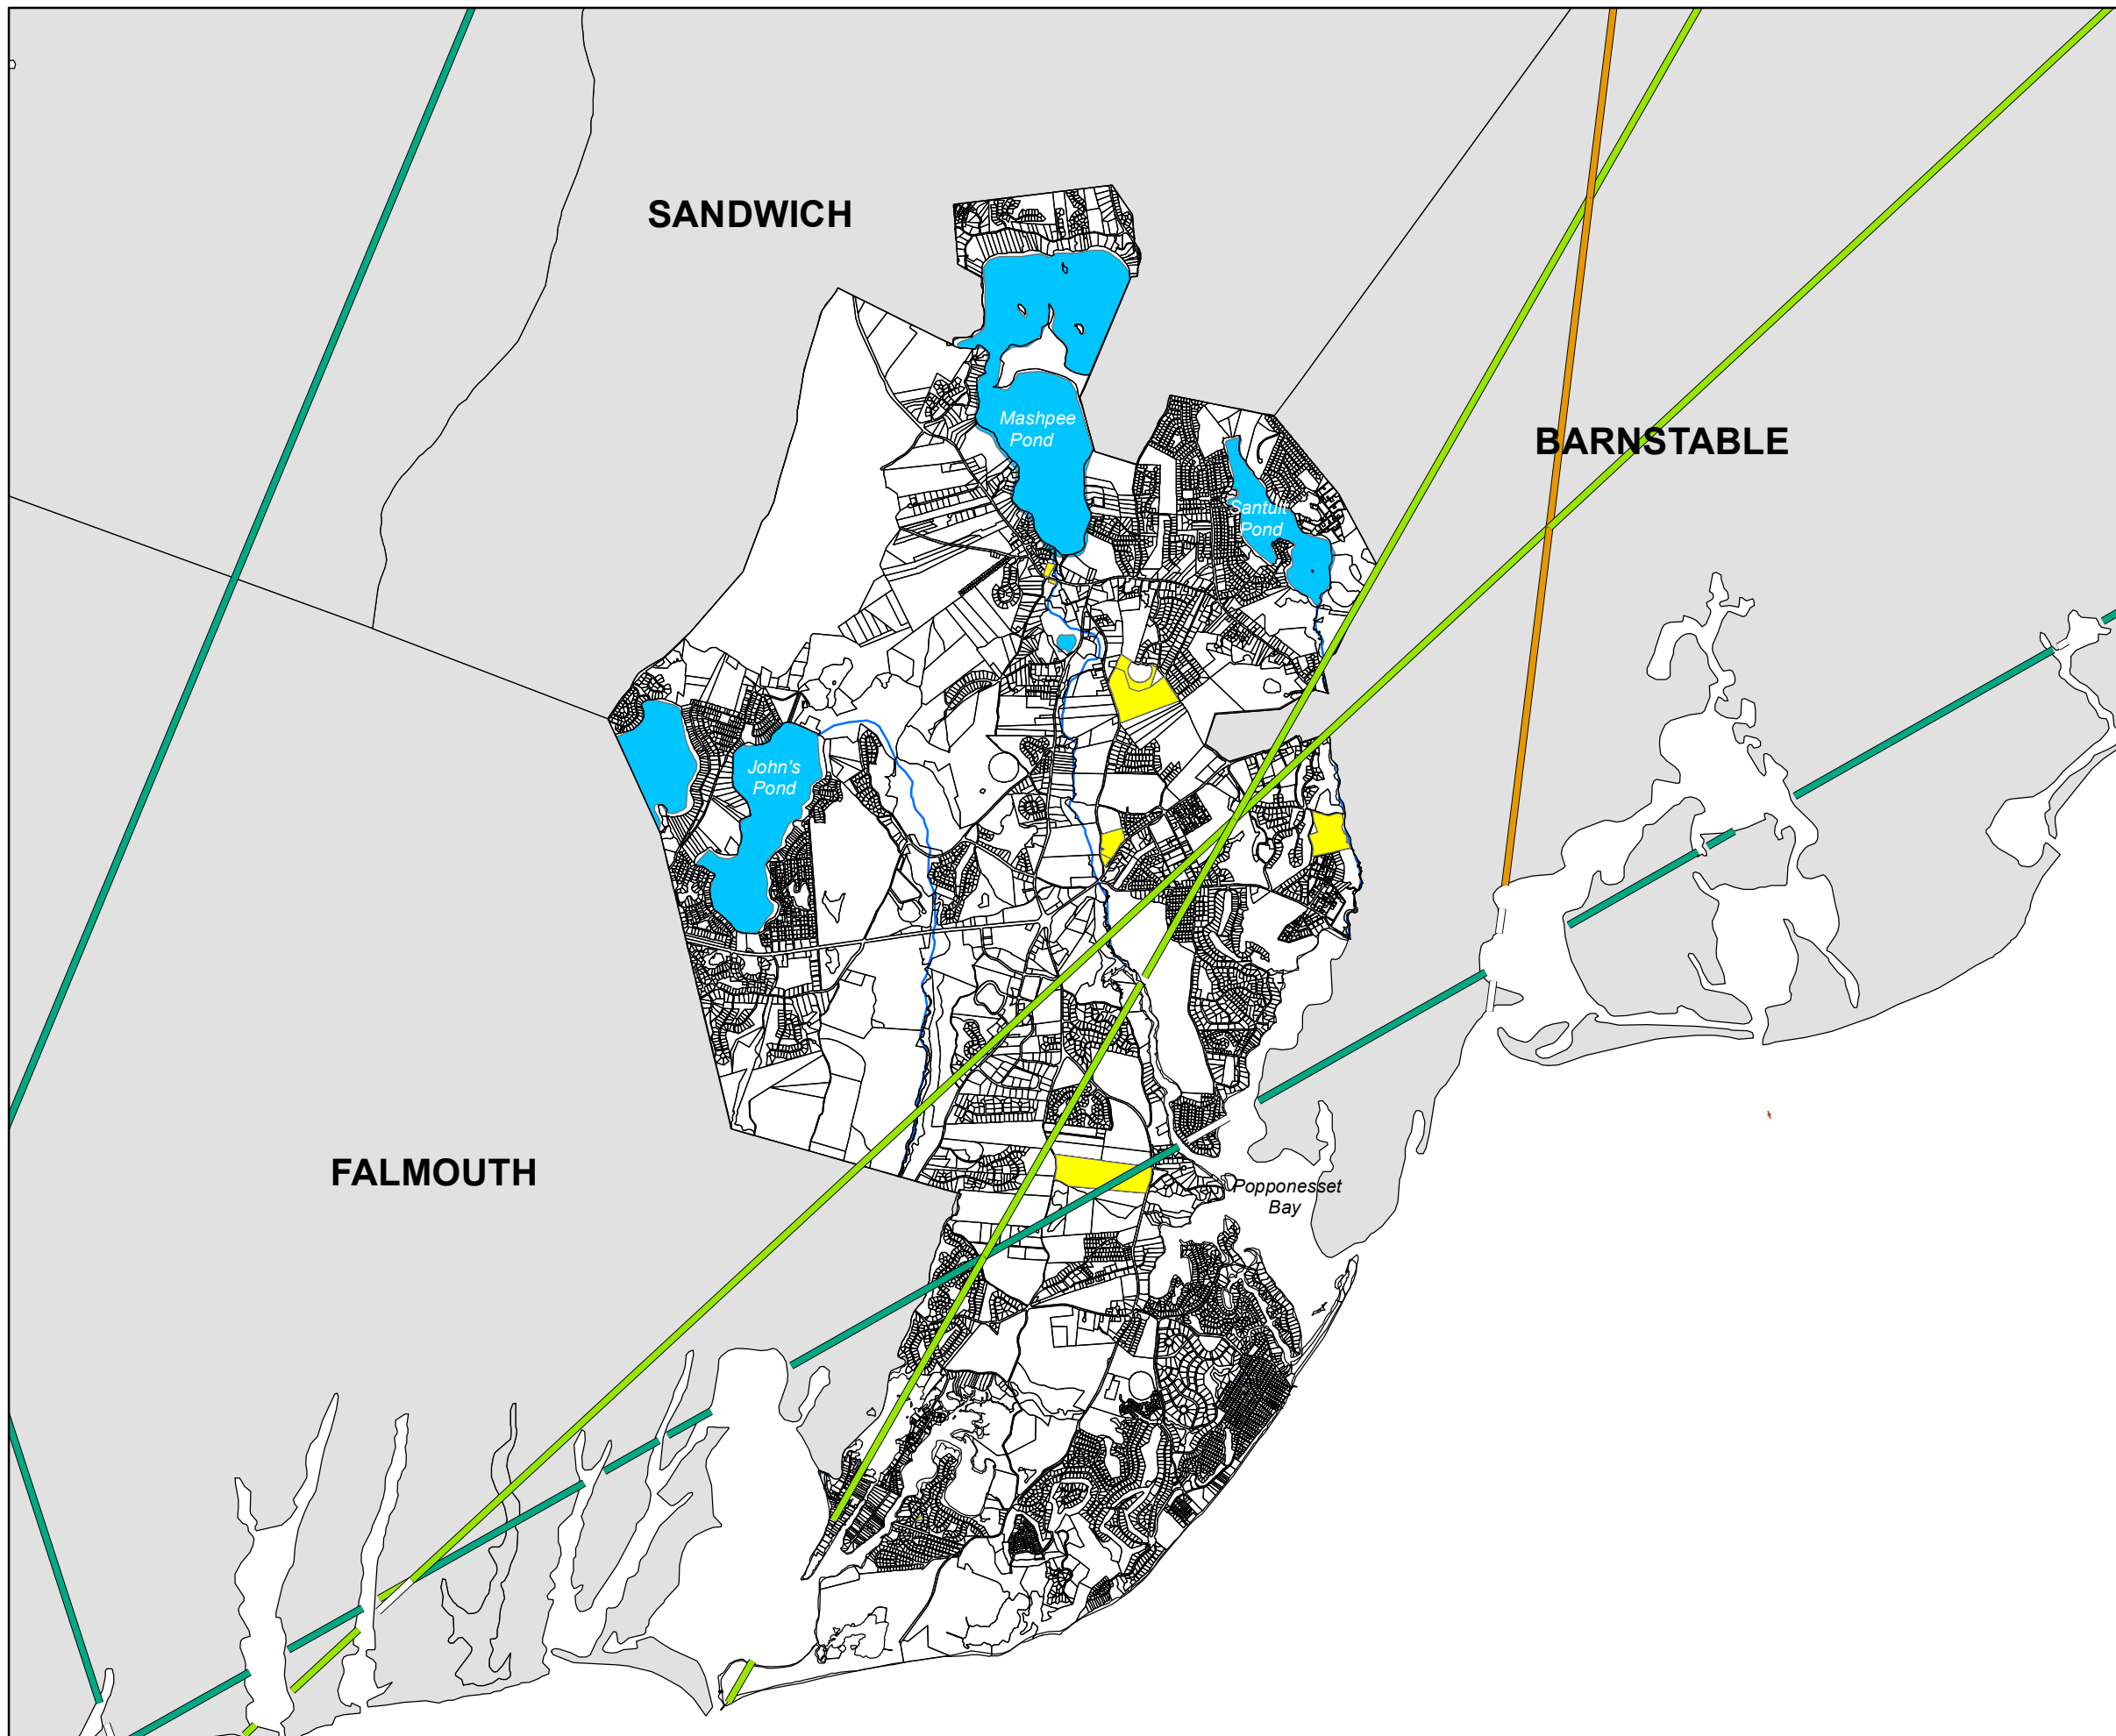 SANDWICH
Mashpee
Pond
BARNSTABLE
Santuit
Pond
John's
Pond
FALMOUTH
Popponesset
Bay